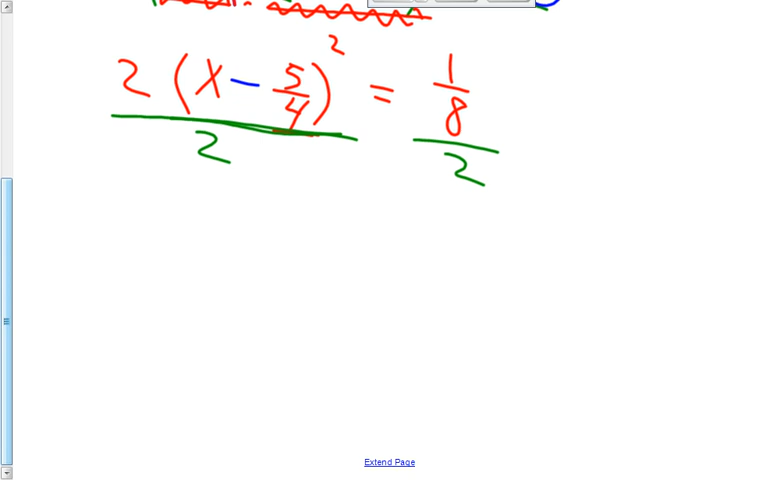 2 (x - 5/4)² = 1/8
2 2
Extend Page